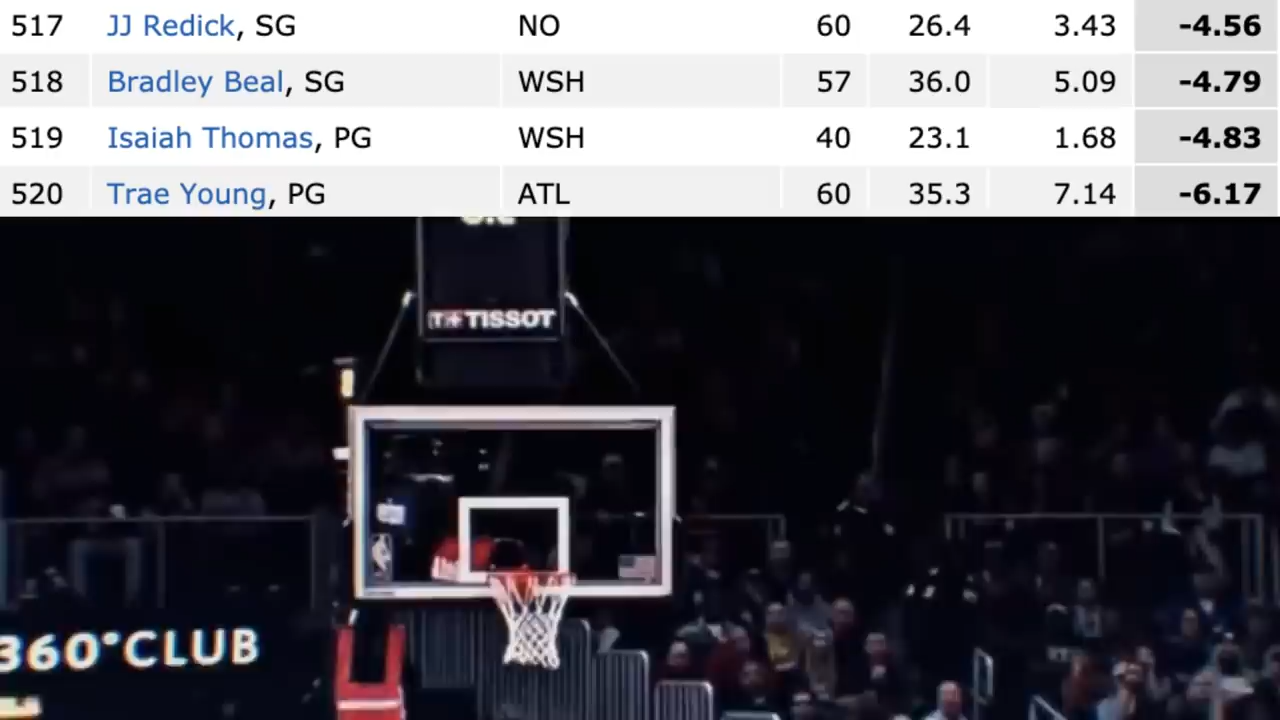 517 JJ Redick, SG NO 60 26.4 3.43 -4.56
518 Bradley Beal, SG WSH 57 36.0 5.09 -4.79
519 Isaiah Thomas, PG WSH 40 23.1 1.68 -4.83
520 Trae Young, PG ATL 60 35.3 7.14 -6.17
T+ TISSOT
360°CLUB